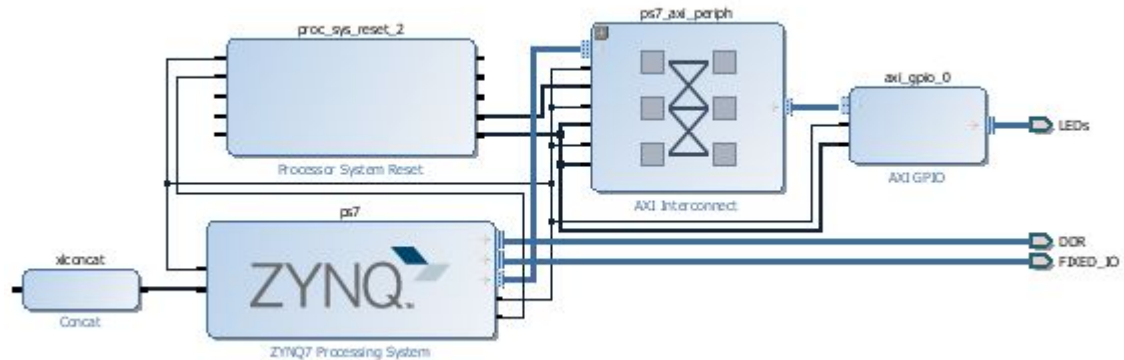 ps7_axi_periph
proc_sys_reset_2
axi_gpio_0
LEDs
Processor System Reset
AXI GPIO
AXI Interconnect
ps7
DDR
xlconcat
FIXED_IO
ZYNQ
Concat
ZYNQ7 Processing System